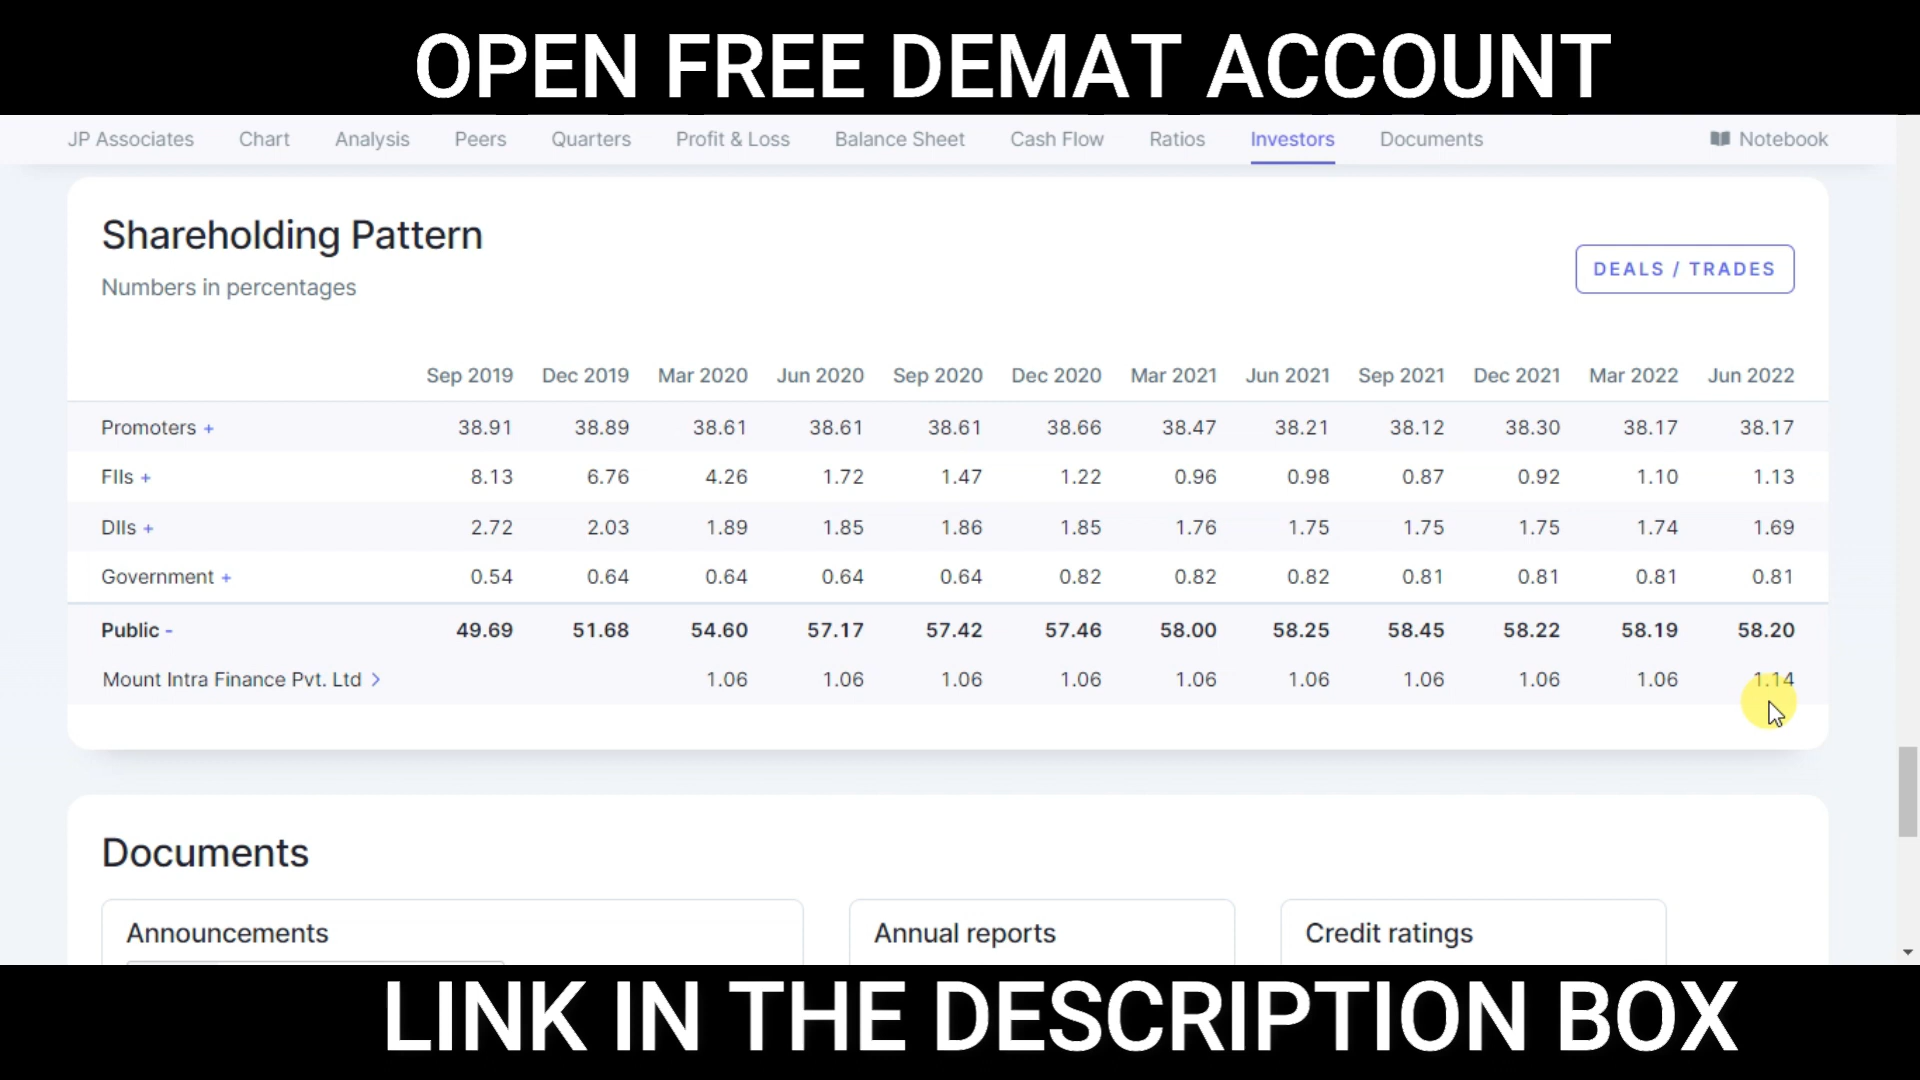 OPEN FREE DEMAT ACCOUNT
JP Associates Chart Analysis Peers Quarters Profit & Loss Balance Sheet Cash Flow Ratios Investors Documents Notebook
Shareholding Pattern
Numbers in percentages
DEALS / TRADES
Sep 2019 Dec 2019 Mar 2020 Jun 2020 Sep 2020 Dec 2020 Mar 2021 Jun 2021 Sep 2021 Dec 2021 Mar 2022 Jun 2022
Promoters + 38.91 38.89 38.61 38.61 38.61 38.66 38.47 38.21 38.12 38.30 38.17 38.17
FIIs + 8.13 6.76 4.26 1.72 1.47 1.22 0.96 0.98 0.87 0.92 1.10 1.13
DIIs + 2.72 2.03 1.89 1.85 1.86 1.85 1.76 1.75 1.75 1.75 1.74 1.69
Government + 0.54 0.64 0.64 0.64 0.64 0.82 0.82 0.82 0.81 0.81 0.81 0.81
Public - 49.69 51.68 54.60 57.17 57.42 57.46 58.00 58.25 58.45 58.22 58.19 58.20
Mount Intra Finance Pvt. Ltd > 1.06 1.06 1.06 1.06 1.06 1.06 1.06 1.06 1.06 1.14
Documents
Announcements Annual reports Credit ratings
LINK IN THE DESCRIPTION BOX